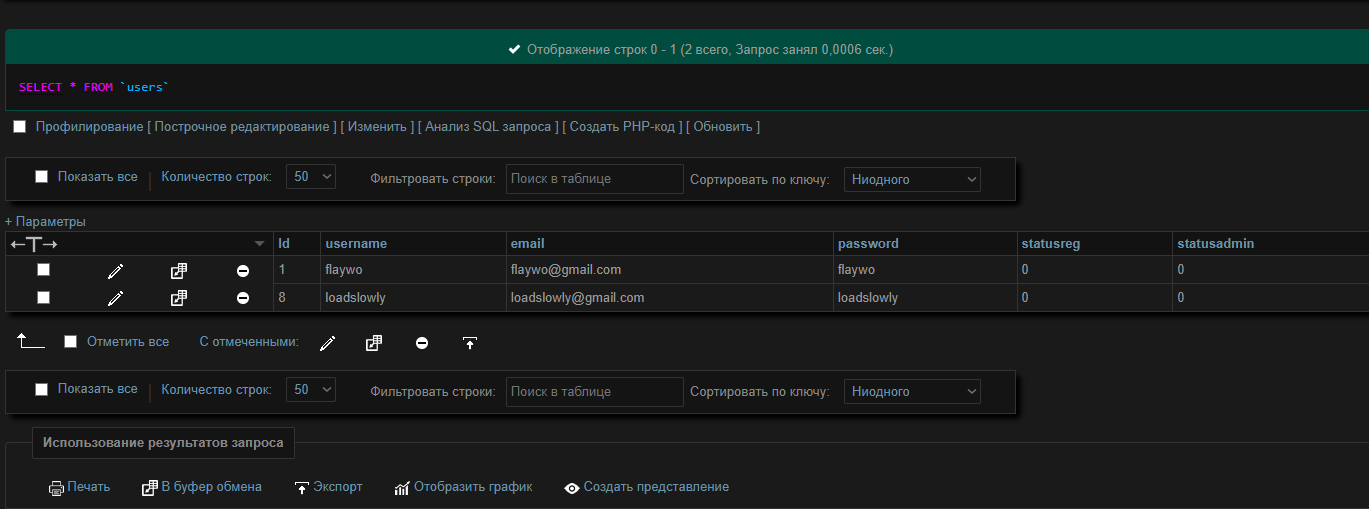 Отображение строк 0 - 1 (2 всего, Запрос занял 0,0006 сек.)
SELECT * FROM `users`
Профилирование [ Построчное редактирование ] [ Изменить ] [ Анализ SQL запроса ] [ Создать PHP-код ] [ Обновить ]
Показать все Количество строк: 50 Фильтровать строки: Поиск в таблице Сортировать по ключу: Ниодного
+ Параметры
←T→ Id username email password statusreg statusadmin
1 flaywo flaywo@gmail.com flaywo 0 0
8 loadslowly loadslowly@gmail.com loadslowly 0 0
Отметить все С отмеченными:
Показать все Количество строк: 50 Фильтровать строки: Поиск в таблице Сортировать по ключу: Ниодного
Использование результатов запроса
Печать В буфер обмена Экспорт Отобразить график Создать представление